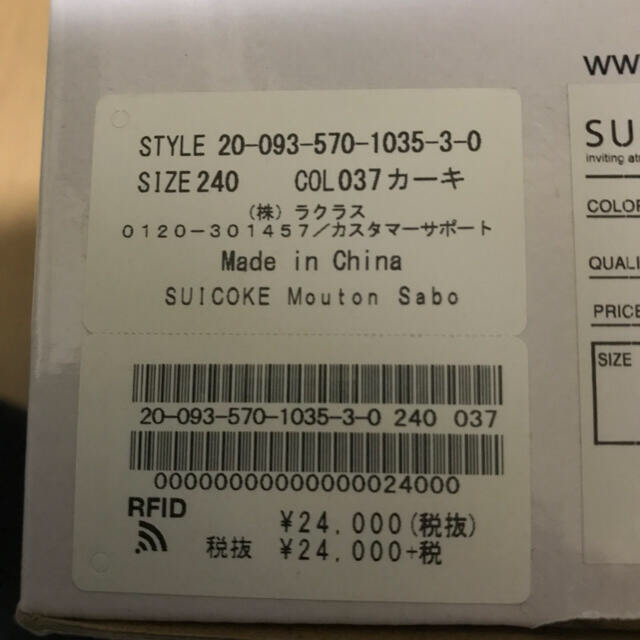 STYLE 20-093-570-1035-3-0
SIZE 240 COL 037 カーキ
(株) ラクラス
0120-301457/カスタマーサポート
Made in China
SUICOKE Mouton Sabo
20-093-570-1035-3-0 240 037
00000000000000024000
RFID
¥24,000(税抜)
税抜 ¥24,000+税
WW
SU
inviting
COLO
QUALI
PRICE
SIZE